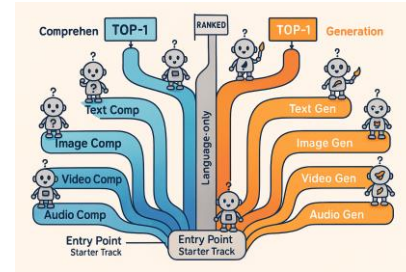 Comprehen
TOP-1
RANKED
TOP-1
Generation
?
?
?
?
?
?
?
?
?
Text Comp
Text Gen
Image Comp
Image Gen
Language-only
Video Comp
Video Gen
Audio Comp
Audio Gen
Entry Point
Starter Track
Entry Point
Starter Track